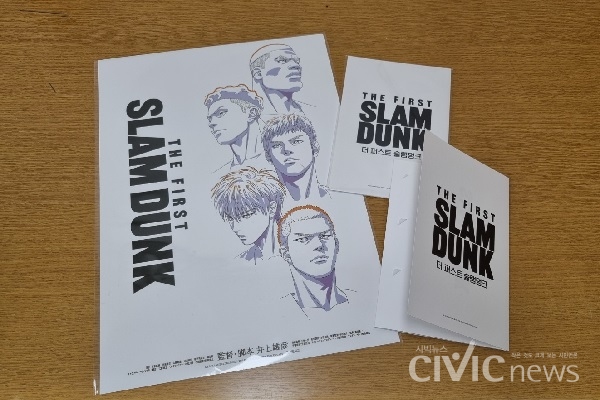 THE FIRST
SLAM DUNK
監督・脚本 井上雄彦
THE FIRST
SLAM
DUNK
더 퍼스트 슬램덩크
THE FIRST
SLAM
DUNK
더 퍼스트 슬램덩크
시빅뉴스
CIVICnews